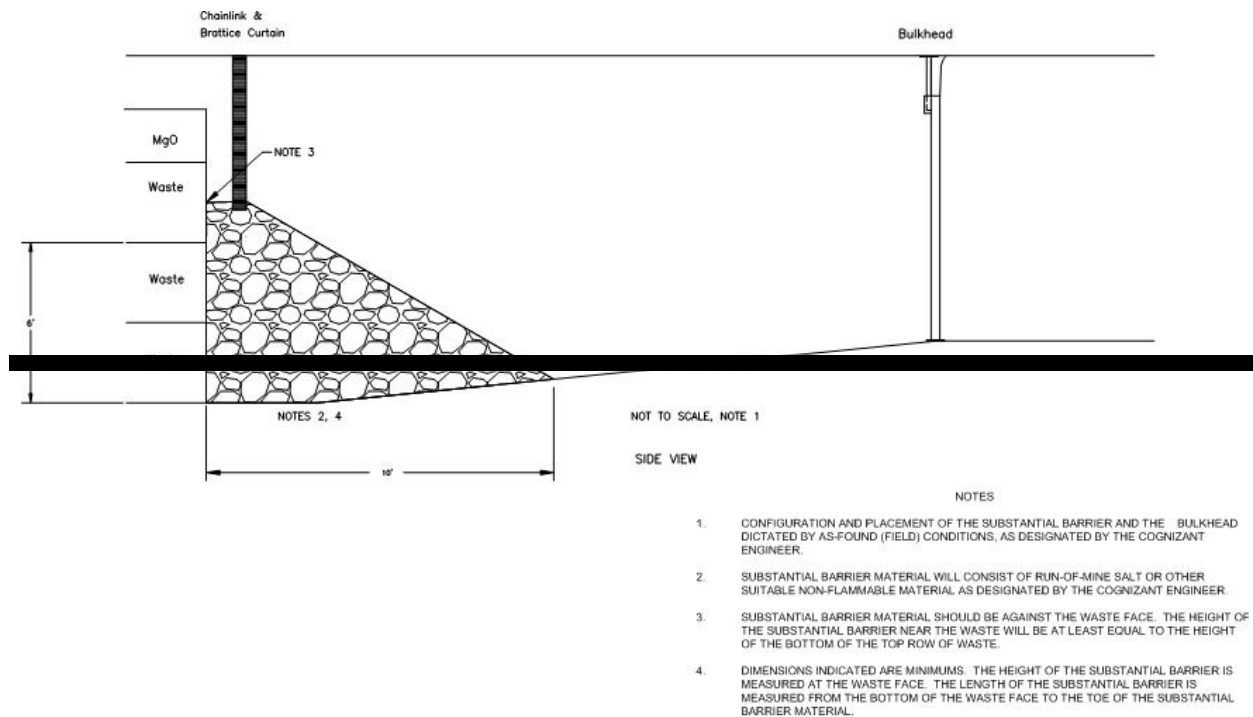 Chainlink &
Brattice Curtain
Bulkhead
MgO
NOTE 3
Waste
Waste
6'
NOTES 2, 4
NOT TO SCALE, NOTE 1
10'
SIDE VIEW
NOTES
1. CONFIGURATION AND PLACEMENT OF THE SUBSTANTIAL BARRIER AND THE BULKHEAD
DICTATED BY AS-FOUND (FIELD) CONDITIONS, AS DESIGNATED BY THE COGNIZANT
ENGINEER.
2. SUBSTANTIAL BARRIER MATERIAL WILL CONSIST OF RUN-OF-MINE SALT OR OTHER
SUITABLE NON-FLAMMABLE MATERIAL AS DESIGNATED BY THE COGNIZANT ENGINEER.
3. SUBSTANTIAL BARRIER MATERIAL SHOULD BE AGAINST THE WASTE FACE. THE HEIGHT OF
THE SUBSTANTIAL BARRIER NEAR THE WASTE WILL BE AT LEAST EQUAL TO THE HEIGHT
OF THE BOTTOM OF THE TOP ROW OF WASTE.
4. DIMENSIONS INDICATED ARE MINIMUMS. THE HEIGHT OF THE SUBSTANTIAL BARRIER IS
MEASURED AT THE WASTE FACE. THE LENGTH OF THE SUBSTANTIAL BARRIER IS
MEASURED FROM THE BOTTOM OF THE WASTE FACE TO THE TOE OF THE SUBSTANTIAL
BARRIER MATERIAL.